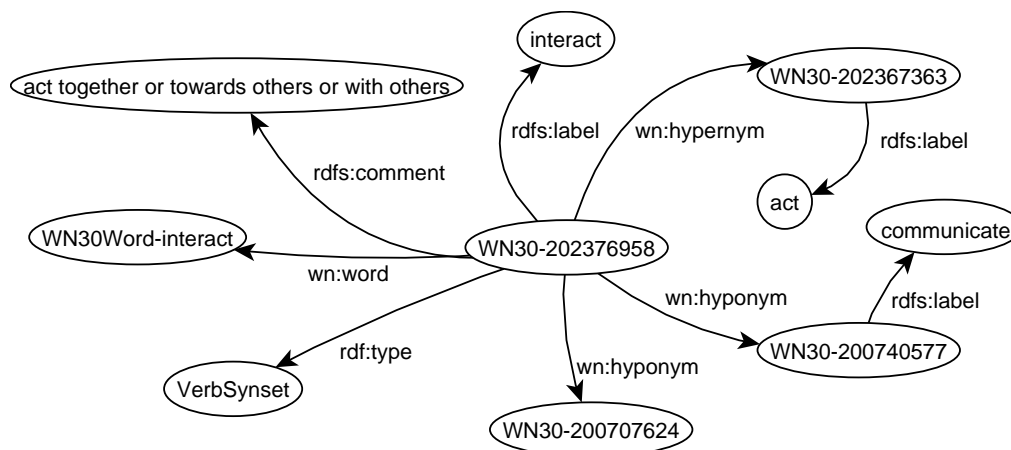 interact
act together or towards others or with others
WN30-202367363
rdfs:label
wn:hypernym
rdfs:label
rdfs:comment
act
communicate
WN30Word-interact
WN30-202376958
wn:word
wn:hyponym
rdfs:label
rdf:type
WN30-200740577
wn:hyponym
VerbSynset
WN30-200707624